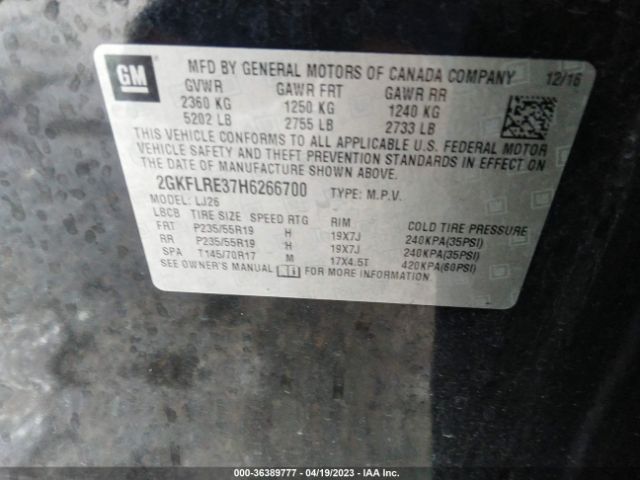 GM
MFD BY GENERAL MOTORS OF CANADA COMPANY 12/16
GVWR GAWR FRT GAWR RR
2360 KG 1250 KG 1240 KG
5202 LB 2755 LB 2733 LB
THIS VEHICLE CONFORMS TO ALL APPLICABLE U.S. FEDERAL MOTOR
VEHICLE SAFETY AND THEFT PREVENTION STANDARDS IN EFFECT ON THE
DATE OF MANUFACTURE SHOWN ABOVE.
2GKFLRE37H6266700 TYPE: M.P.V.
MODEL: LJ26
LBCB TIRE SIZE SPEED RTG RIM COLD TIRE PRESSURE
FRT P235/55R19 H 19X7J 240KPA(35PSI)
RR P235/55R19 H 19X7J 240KPA(35PSI)
SPA T145/70R17 M 17X4.5T 420KPA(60PSI)
SEE OWNER'S MANUAL FOR MORE INFORMATION.
000-36389777 - 04/19/2023 - IAA Inc.